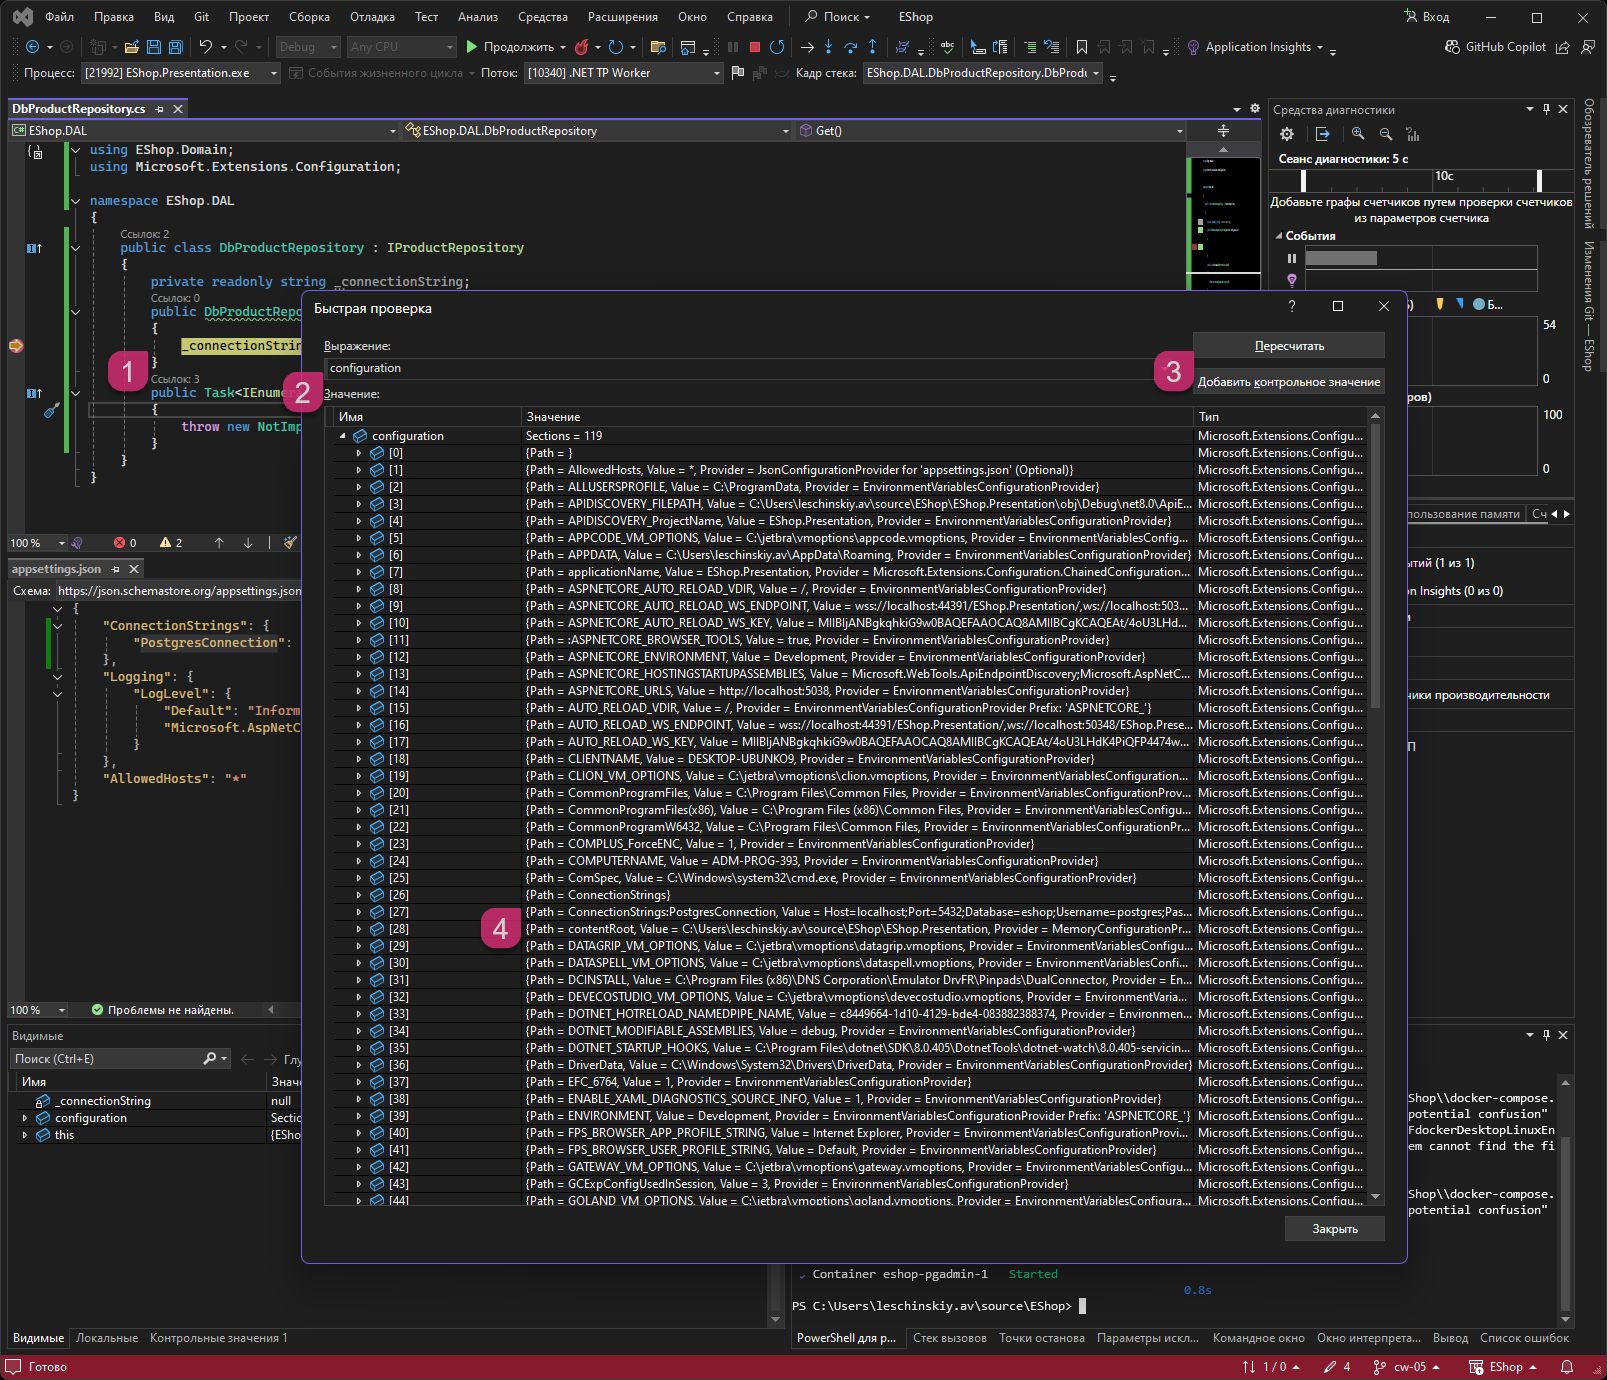 Файл Правка Вид Git Проект Сборка Отладка Тест Анализ Средства Расширения Окно Справка Поиск EShop Вход
Debug Any CPU Продолжить Application Insights GitHub Copilot
Процесс: [21992] EShop.Presentation.exe События жизненного цикла Поток: [10340] .NET TP Worker Кадр стека: EShop.DAL.DbProductRepository.DbProdu
DbProductRepository.cs
EShop.DAL EShop.DAL.DbProductRepository Get()
using EShop.Domain;
using Microsoft.Extensions.Configuration;
namespace EShop.DAL
{
Ссылок: 2
public class DbProductRepository : IProductRepository
{
private readonly string _connectionString;
Ссылок: 0
public DbProductRepo
{
_connectionStrin
}
Ссылок: 3
public Task<IEnumer
{
throw new NotImp
}
}
}
1
2
3
4
100 % 0 2
appsettings.json
Схема: https://json.schemastore.org/appsettings.json
{
"ConnectionStrings": {
"PostgresConnection":
},
"Logging": {
"LogLevel": {
"Default": "Inform
"Microsoft.AspNetC
}
},
"AllowedHosts": "*"
}
100 % Проблемы не найдены.
Видимые
Поиск (Ctrl+E) Глу
Имя Значе
_connectionString null
configuration Sectio
this {ESho
Видимые Локальные Контрольные значения 1
Быстрая проверка
?
Выражение:
configuration
Пересчитать
Добавить контрольное значение
Значение:
Имя Значение Тип
configuration Sections = 119 Microsoft.Extensions.Configu...
[0] {Path = } Microsoft.Extensions.Configu...
[1] {Path = AllowedHosts, Value = *, Provider = JsonConfigurationProvider for 'appsettings.json' (Optional)} Microsoft.Extensions.Configu...
[2] {Path = ALLUSERSPROFILE, Value = C:\ProgramData, Provider = EnvironmentVariablesConfigurationProvider} Microsoft.Extensions.Configu...
[3] {Path = APIDISCOVERY_FILEPATH, Value = C:\Users\leschinskiy.av\source\EShop\EShop.Presentation\obj\Debug\net8.0\ApiE... Microsoft.Extensions.Configu...
[4] {Path = APIDISCOVERY_ProjectName, Value = EShop.Presentation, Provider = EnvironmentVariablesConfigurationProvider} Microsoft.Extensions.Configu...
[5] {Path = APPCODE_VM_OPTIONS, Value = C:\jetbra\vmoptions\appcode.vmoptions, Provider = EnvironmentVariablesConfigu... Microsoft.Extensions.Configu...
[6] {Path = APPDATA, Value = C:\Users\leschinskiy.av\AppData\Roaming, Provider = EnvironmentVariablesConfigurationProvider} Microsoft.Extensions.Configu...
[7] {Path = applicationName, Value = EShop.Presentation, Provider = Microsoft.Extensions.Configuration.ChainedConfiguration... Microsoft.Extensions.Configu...
[8] {Path = ASPNETCORE_AUTO_RELOAD_VDIR, Value = /, Provider = EnvironmentVariablesConfigurationProvider} Microsoft.Extensions.Configu...
[9] {Path = ASPNETCORE_AUTO_RELOAD_WS_ENDPOINT, Value = wss://localhost:44391/EShop.Presentation/,ws://localhost:503... Microsoft.Extensions.Configu...
[10] {Path = ASPNETCORE_AUTO_RELOAD_WS_KEY, Value = MIIBIjANBgkqhkiG9w0BAQEFAAOCAQ8AMIIBCgKCAQEAt/4oU3LHd... Microsoft.Extensions.Configu...
[11] {Path = :ASPNETCORE_BROWSER_TOOLS, Value = true, Provider = EnvironmentVariablesConfigurationProvider} Microsoft.Extensions.Configu...
[12] {Path = ASPNETCORE_ENVIRONMENT, Value = Development, Provider = EnvironmentVariablesConfigurationProvider} Microsoft.Extensions.Configu...
[13] {Path = ASPNETCORE_HOSTINGSTARTUPASSEMBLIES, Value = Microsoft.WebTools.ApiEndpointDiscovery;Microsoft.AspNetC... Microsoft.Extensions.Configu...
[14] {Path = ASPNETCORE_URLS, Value = http://localhost:5038, Provider = EnvironmentVariablesConfigurationProvider} Microsoft.Extensions.Configu...
[15] {Path = AUTO_RELOAD_VDIR, Value = /, Provider = EnvironmentVariablesConfigurationProvider Prefix: 'ASPNETCORE_'} Microsoft.Extensions.Configu...
[16] {Path = AUTO_RELOAD_WS_ENDPOINT, Value = wss://localhost:44391/EShop.Presentation/,ws://localhost:50348/EShop.Prese... Microsoft.Extensions.Configu...
[17] {Path = AUTO_RELOAD_WS_KEY, Value = MIIBIjANBgkqhkiG9w0BAQEFAAOCAQ8AMIIBCgKCAQEAt/4oU3LHdK4PiQFP4474w... Microsoft.Extensions.Configu...
[18] {Path = CLIENTNAME, Value = DESKTOP-UBUNKO9, Provider = EnvironmentVariablesConfigurationProvider} Microsoft.Extensions.Configu...
[19] {Path = CLION_VM_OPTIONS, Value = C:\jetbra\vmoptions\clion.vmoptions, Provider = EnvironmentVariablesConfiguration... Microsoft.Extensions.Configu...
[20] {Path = CommonProgramFiles, Value = C:\Program Files\Common Files, Provider = EnvironmentVariablesConfigurationProv... Microsoft.Extensions.Configu...
[21] {Path = CommonProgramFiles(x86), Value = C:\Program Files (x86)\Common Files, Provider = EnvironmentVariablesConfigu... Microsoft.Extensions.Configu...
[22] {Path = CommonProgramW6432, Value = C:\Program Files\Common Files, Provider = EnvironmentVariablesConfigurationPr... Microsoft.Extensions.Configu...
[23] {Path = COMPLUS_ForceENC, Value = 1, Provider = EnvironmentVariablesConfigurationProvider} Microsoft.Extensions.Configu...
[24] {Path = COMPUTERNAME, Value = ADM-PROG-393, Provider = EnvironmentVariablesConfigurationProvider} Microsoft.Extensions.Configu...
[25] {Path = ComSpec, Value = C:\Windows\system32\cmd.exe, Provider = EnvironmentVariablesConfigurationProvider} Microsoft.Extensions.Configu...
[26] {Path = ConnectionStrings} Microsoft.Extensions.Configu...
[27] {Path = ConnectionStrings:PostgresConnection, Value = Host=localhost;Port=5432;Database=eshop;Username=postgres;Pas... Microsoft.Extensions.Configu...
[28] {Path = contentRoot, Value = C:\Users\leschinskiy.av\source\EShop\EShop.Presentation, Provider = MemoryConfigurationPr... Microsoft.Extensions.Configu...
[29] {Path = DATAGRIP_VM_OPTIONS, Value = C:\jetbra\vmoptions\datagrip.vmoptions, Provider = EnvironmentVariablesConfigu... Microsoft.Extensions.Configu...
[30] {Path = DATASPELL_VM_OPTIONS, Value = C:\jetbra\vmoptions\dataspell.vmoptions, Provider = EnvironmentVariablesConfi... Microsoft.Extensions.Configu...
[31] {Path = DCINSTALL, Value = C:\Program Files (x86)\DNS Corporation\Emulator DrvFR\Pinpads\DualConnector, Provider = En... Microsoft.Extensions.Configu...
[32] {Path = DEVECOSTUDIO_VM_OPTIONS, Value = C:\jetbra\vmoptions\devecostudio.vmoptions, Provider = EnvironmentVaria... Microsoft.Extensions.Configu...
[33] {Path = DOTNET_HOTRELOAD_NAMEDPIPE_NAME, Value = c8449664-1d10-4129-bde4-083882388374, Provider = Environmen... Microsoft.Extensions.Configu...
[34] {Path = DOTNET_MODIFIABLE_ASSEMBLIES, Value = debug, Provider = EnvironmentVariablesConfigurationProvider} Microsoft.Extensions.Configu...
[35] {Path = DOTNET_STARTUP_HOOKS, Value = C:\Program Files\dotnet\SDK\8.0.405\DotnetTools\dotnet-watch\8.0.405-servicin... Microsoft.Extensions.Configu...
[36] {Path = DriverData, Value = C:\Windows\System32\Drivers\DriverData, Provider = EnvironmentVariablesConfigurationProvider} Microsoft.Extensions.Configu...
[37] {Path = EFC_6764, Value = 1, Provider = EnvironmentVariablesConfigurationProvider} Microsoft.Extensions.Configu...
[38] {Path = ENABLE_XAML_DIAGNOSTICS_SOURCE_INFO, Value = 1, Provider = EnvironmentVariablesConfigurationProvider} Microsoft.Extensions.Configu...
[39] {Path = ENVIRONMENT, Value = Development, Provider = EnvironmentVariablesConfigurationProvider Prefix: 'ASPNETCORE_'} Microsoft.Extensions.Configu...
[40] {Path = FPS_BROWSER_APP_PROFILE_STRING, Value = Internet Explorer, Provider = EnvironmentVariablesConfigurationProvi... Microsoft.Extensions.Configu...
[41] {Path = FPS_BROWSER_USER_PROFILE_STRING, Value = Default, Provider = EnvironmentVariablesConfigurationProvider} Microsoft.Extensions.Configu...
[42] {Path = GATEWAY_VM_OPTIONS, Value = C:\jetbra\vmoptions\gateway.vmoptions, Provider = EnvironmentVariablesConfigu... Microsoft.Extensions.Configu...
[43] {Path = GCExpConfigUsedInSession, Value = 3, Provider = EnvironmentVariablesConfigurationProvider} Microsoft.Extensions.Configu...
[44] {Path = GOLAND_VM_OPTIONS, Value = C:\jetbra\vmoptions\goland.vmoptions, Provider = EnvironmentVariablesConfigura... Microsoft.Extensions.Configu...
Закрыть
Средства диагностики
Сеанс диагностики: 5 с
10с
Добавьте графы счетчиков путем проверки счетчиков
из параметров счетчика
События
Б...
54
0
ров)
100
0
пользование памяти Сч
ытий (1 из 1)
on Insights (0 из 0)
и
чики производительности
П
Обозреватель решений
Изменения Git — EShop
Shop\\docker-compose.
potential confusion"
FdockerDesktopLinuxEn
em cannot find the fi
Shop\\docker-compose.
potential confusion"
Container eshop-pgadmin-1 Started
0.8s
PS C:\Users\leschinskiy.av\source\EShop>
PowerShell для р... Стек вызовов Точки останова Параметры искл... Командное окно Окно интерпрета... Вывод Список ошибок
Готово 1 / 0 4 cw-05 EShop